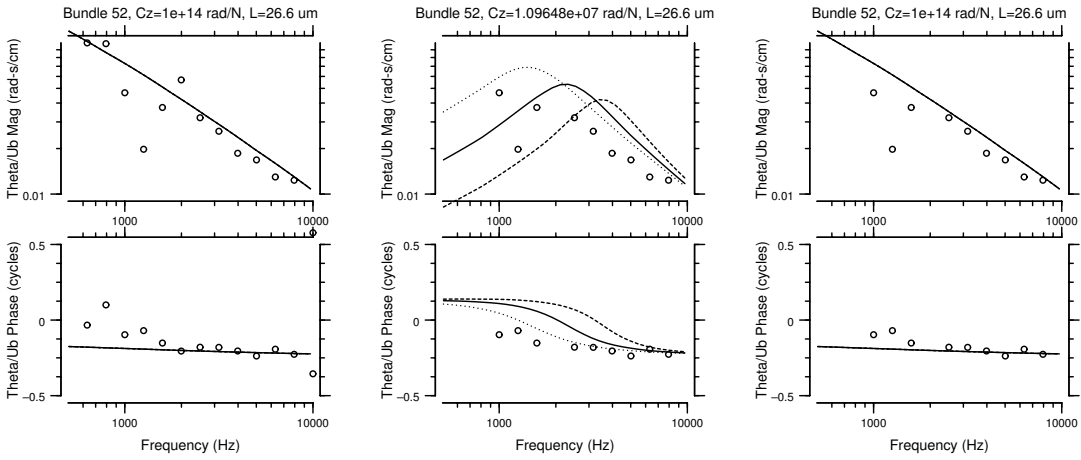 Bundle 52, Cz=1e+14 rad/N, L=26.6 um
Theta/Ub Mag (rad-s/cm)
0.01
1000
10000
Theta/Ub Phase (cycles)
0.5
0
−0.5
1000
10000
Frequency (Hz)
Bundle 52, Cz=1.09648e+07 rad/N, L=26.6 um
Theta/Ub Mag (rad-s/cm)
0.01
1000
10000
Theta/Ub Phase (cycles)
0.5
0
−0.5
1000
10000
Frequency (Hz)
Bundle 52, Cz=1e+14 rad/N, L=26.6 um
Theta/Ub Mag (rad-s/cm)
0.01
1000
10000
Theta/Ub Phase (cycles)
0.5
0
−0.5
1000
10000
Frequency (Hz)